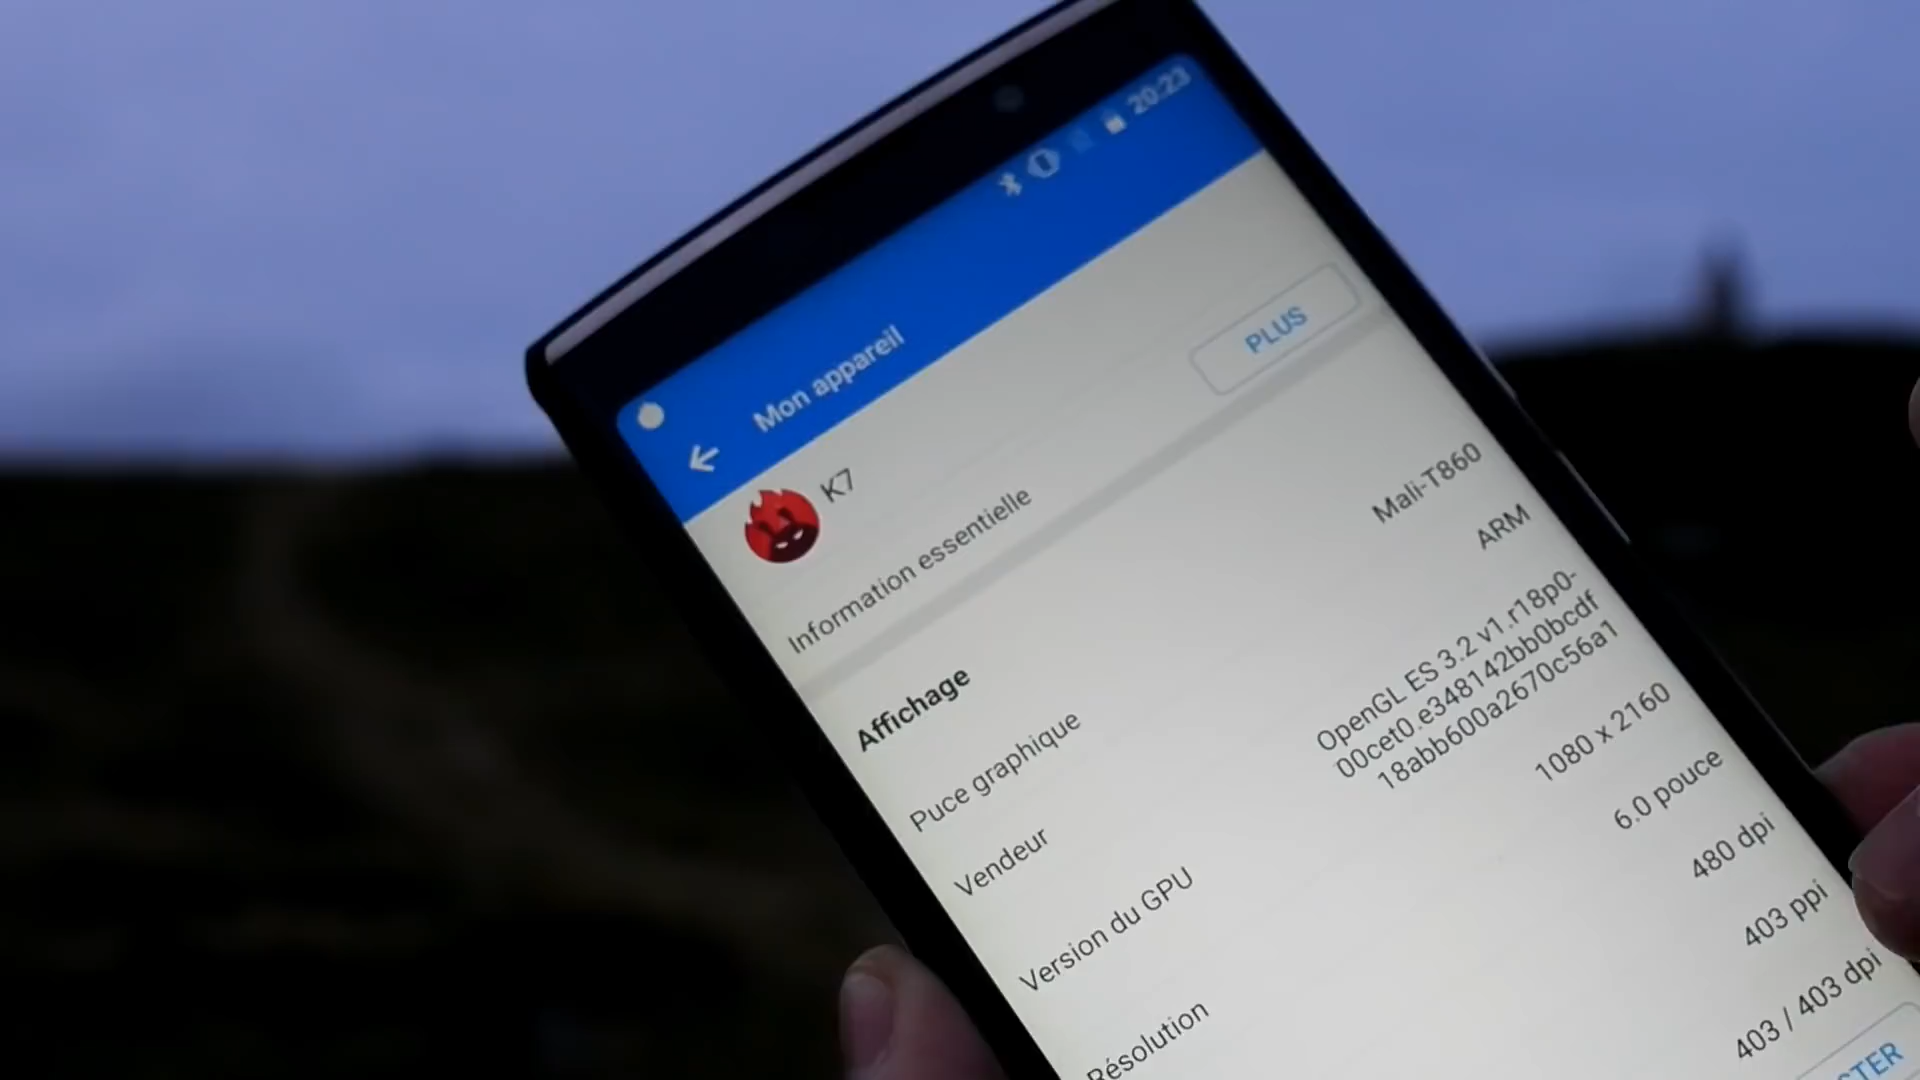 20:23
Mon appareil
K7
PLUS
Information essentielle
Affichage
Puce graphique
Mali-T860
Vendeur
ARM
Version du GPU
OpenGL ES 3.2 v1.r18p0-
00cet0.e348142bb0bcdf
18abb600a2670c56a1
Résolution
1080 x 2160
6.0 pouce
480 dpi
403 ppi
403 / 403 dpi